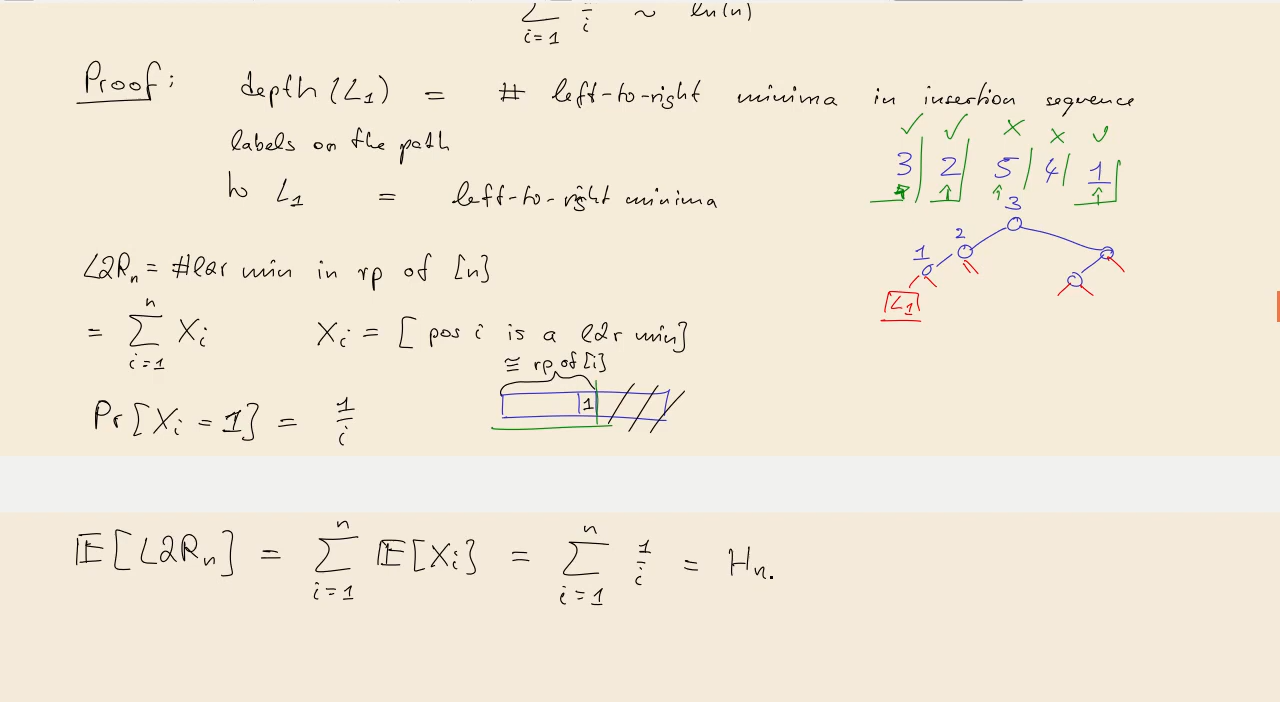 ∑_{i=1} 1/i ~ ln(n)
Proof: depth (L₁) = # left-to-right minima in insertion sequence
✓ ✓ × × ✓
labels on the path
3 | 2 | 5 | 4 | 1
to L₁ = left-to-right minima
3
2
1
L₁
L2Rₙ = #l2r min in rp of [n]
= ∑_{i=1}^{n} Xᵢ Xᵢ = [ pos i is a l2r min]
≅ rp of [i]
1
Pr[Xᵢ = 1] = 1/i
𝔼[L2Rₙ] = ∑_{i=1}^{n} 𝔼[Xᵢ] = ∑_{i=1}^{n} 1/i = Hₙ.